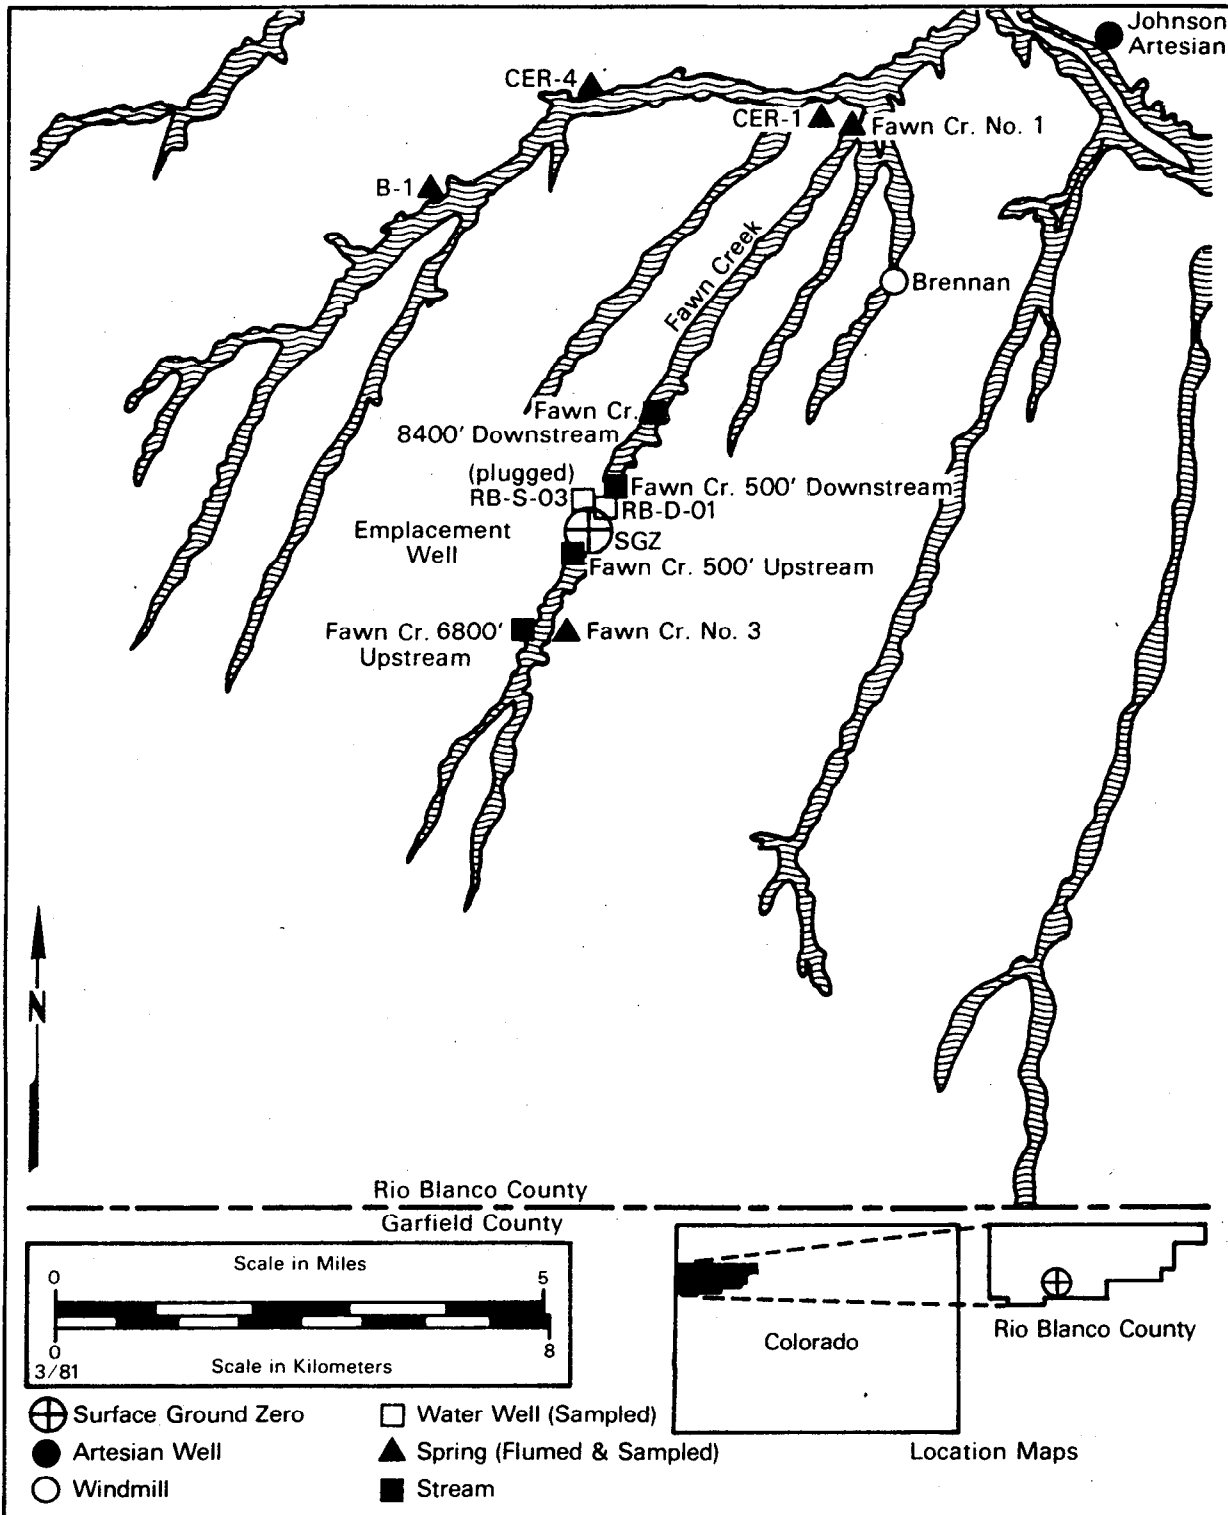 Johnson
Artesian
CER-4
CER-1
Fawn Cr. No. 1
B-1
Fawn Creek
Brennan
Fawn Cr.
8400' Downstream
(plugged)
RB-S-03
Fawn Cr. 500' Downstream
RB-D-01
Emplacement
Well
SGZ
Fawn Cr. 500' Upstream
Fawn Cr. 6800'
Upstream
Fawn Cr. No. 3
N
Rio Blanco County
Garfield County
Scale in Miles
0 5
0 8
Scale in Kilometers
3/81
Colorado
Rio Blanco County
Location Maps
Surface Ground Zero
Artesian Well
Windmill
Water Well (Sampled)
Spring (Flumed & Sampled)
Stream